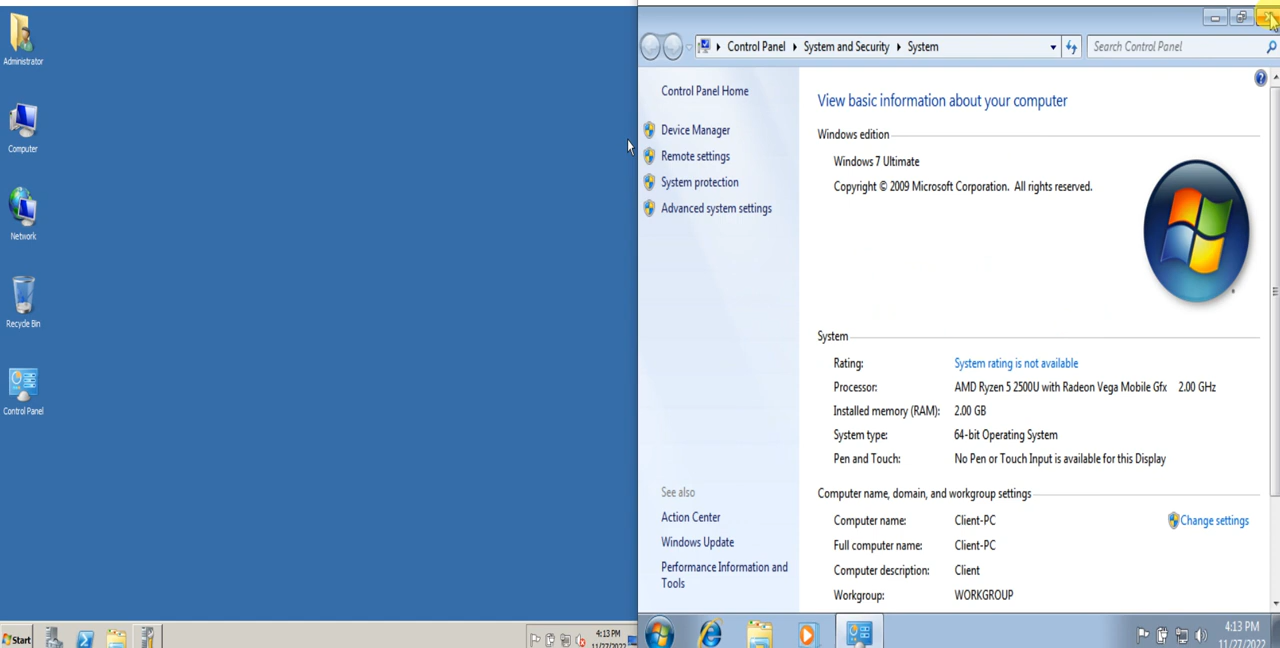 Administrator
Computer
Network
Recycle Bin
Control Panel
Start
4:13 PM
11/27/2022
Control Panel System and Security System
Search Control Panel
Control Panel Home
Device Manager
Remote settings
System protection
Advanced system settings
See also
Action Center
Windows Update
Performance Information and
Tools
View basic information about your computer
Windows edition
Windows 7 Ultimate
Copyright © 2009 Microsoft Corporation. All rights reserved.
System
Rating: System rating is not available
Processor: AMD Ryzen 5 2500U with Radeon Vega Mobile Gfx 2.00 GHz
Installed memory (RAM): 2.00 GB
System type: 64-bit Operating System
Pen and Touch: No Pen or Touch Input is available for this Display
Computer name, domain, and workgroup settings
Computer name: Client-PC
Change settings
Full computer name: Client-PC
Computer description: Client
Workgroup: WORKGROUP
4:13 PM
11/27/2022